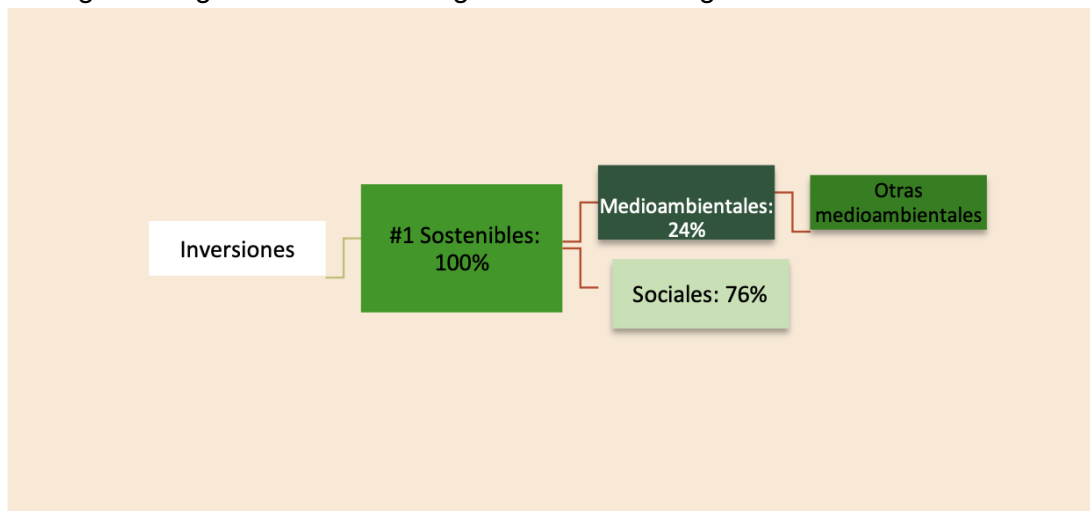 Inversiones
#1 Sostenibles:
100%
Medioambientales:
24%
Otras
medioambientales
Sociales: 76%